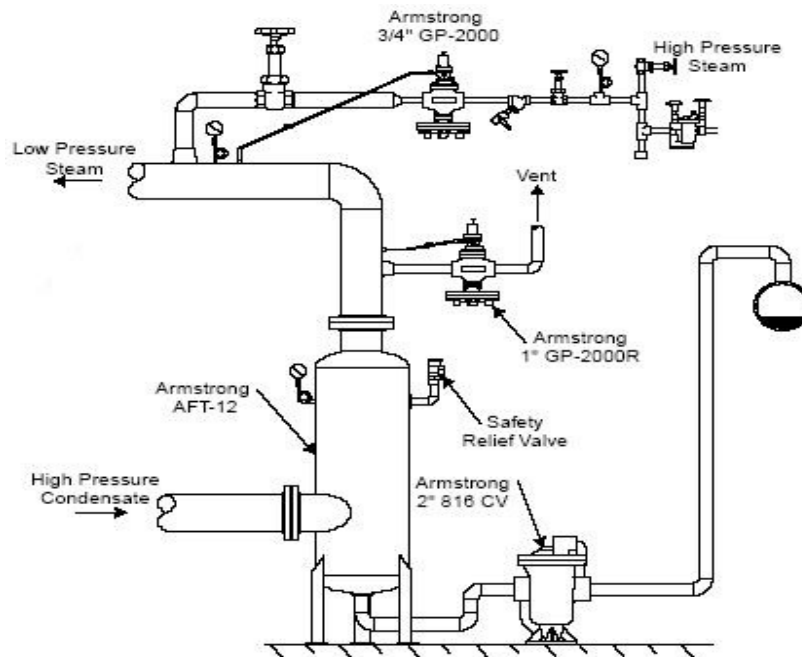 Armstrong
3/4" GP-2000
High Pressure
Steam
Low Pressure
Steam
Vent
Armstrong
1" GP-2000R
Armstrong
AFT-12
Safety
Relief Valve
High Pressure
Condensate
Armstrong
2" 816 CV